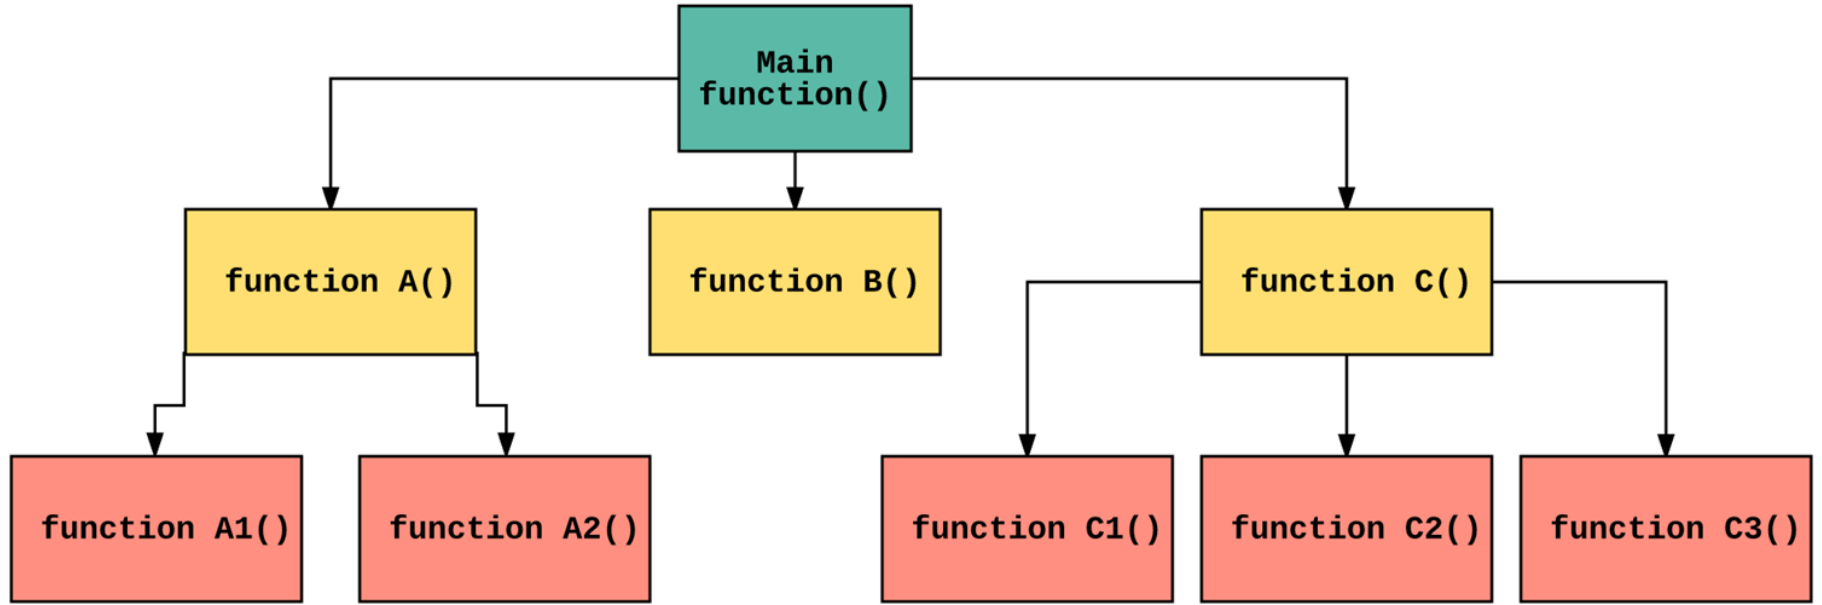 Main
function()
function A()
function B()
function C()
function A1()
function A2()
function C1()
function C2()
function C3()